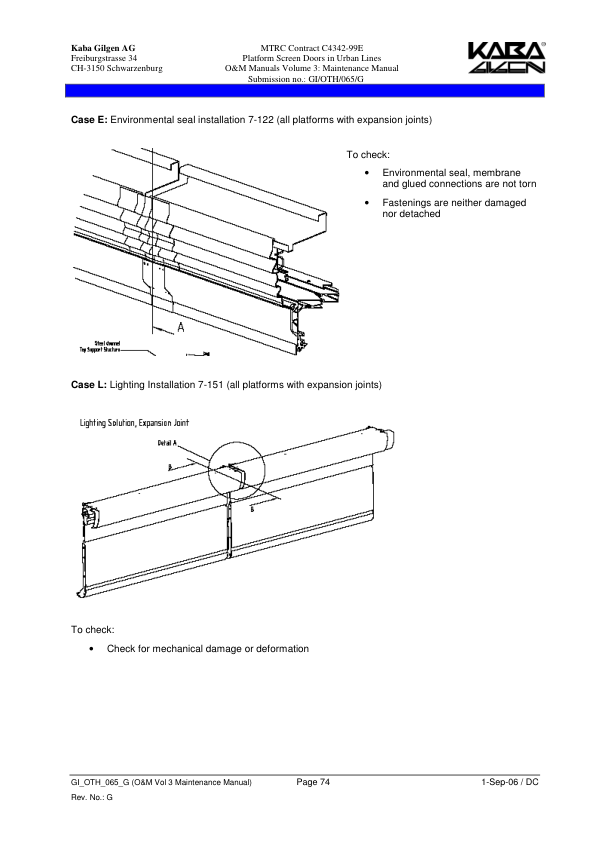 Kaba Gilgen AG
Freiburgstrasse 34
CH-3150 Schwarzenburg
MTRC Contract C4342-99E
Platform Screen Doors in Urban Lines
O&M Manuals Volume 3: Maintenance Manual
Submission no.: GI/OTH/065/G
KABA®
GILGEN
Case E: Environmental seal installation 7-122 (all platforms with expansion joints)
To check:
• Environmental seal, membrane
and glued connections are not torn
• Fastenings are neither damaged
nor detached
A
Steel channel
Top Support Structure
Case L: Lighting Installation 7-151 (all platforms with expansion joints)
Lighting Solution, Expansion Joint
Detail A
B
B
To check:
• Check for mechanical damage or deformation
GI_OTH_065_G (O&M Vol 3 Maintenance Manual)
Page 74
1-Sep-06 / DC
Rev. No.: G